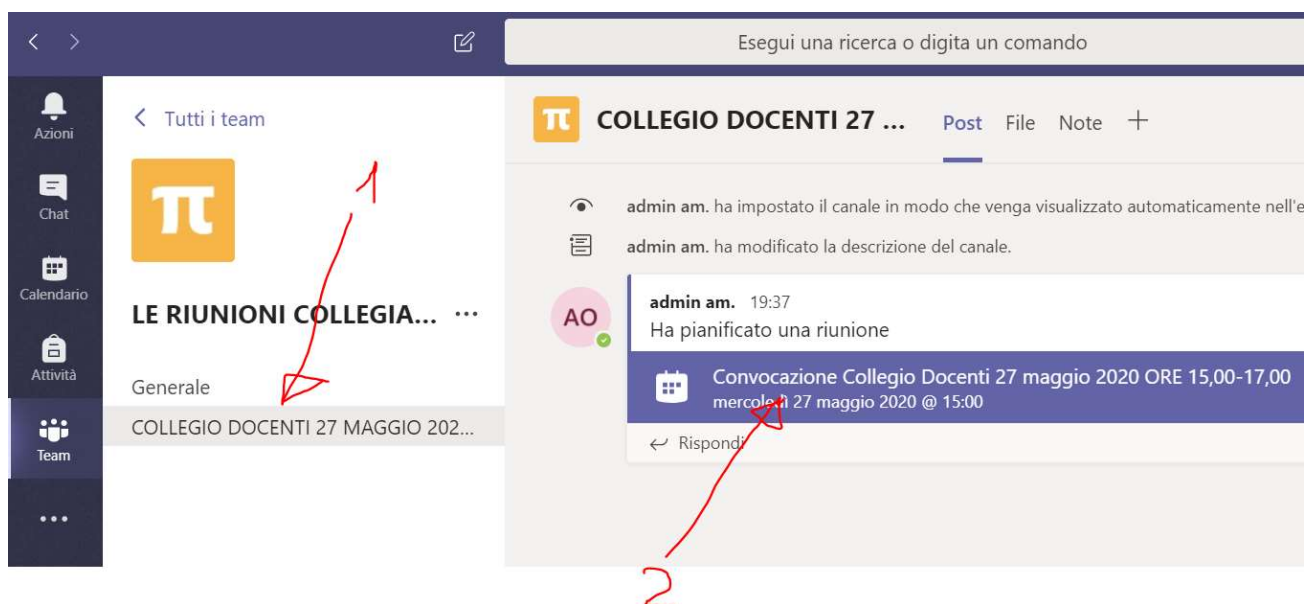 Esegui una ricerca o digita un comando
Azioni
Chat
Calendario
Attività
Team
Tutti i team
π
LE RIUNIONI COLLEGIA... ...
Generale
COLLEGIO DOCENTI 27 MAGGIO 202...
1
π COLLEGIO DOCENTI 27 ... Post File Note +
admin am. ha impostato il canale in modo che venga visualizzato automaticamente nell'e
admin am. ha modificato la descrizione del canale.
AO
admin am. 19:37
Ha pianificato una riunione
Convocazione Collegio Docenti 27 maggio 2020 ORE 15,00-17,00
mercoledì 27 maggio 2020 @ 15:00
Rispondi
2